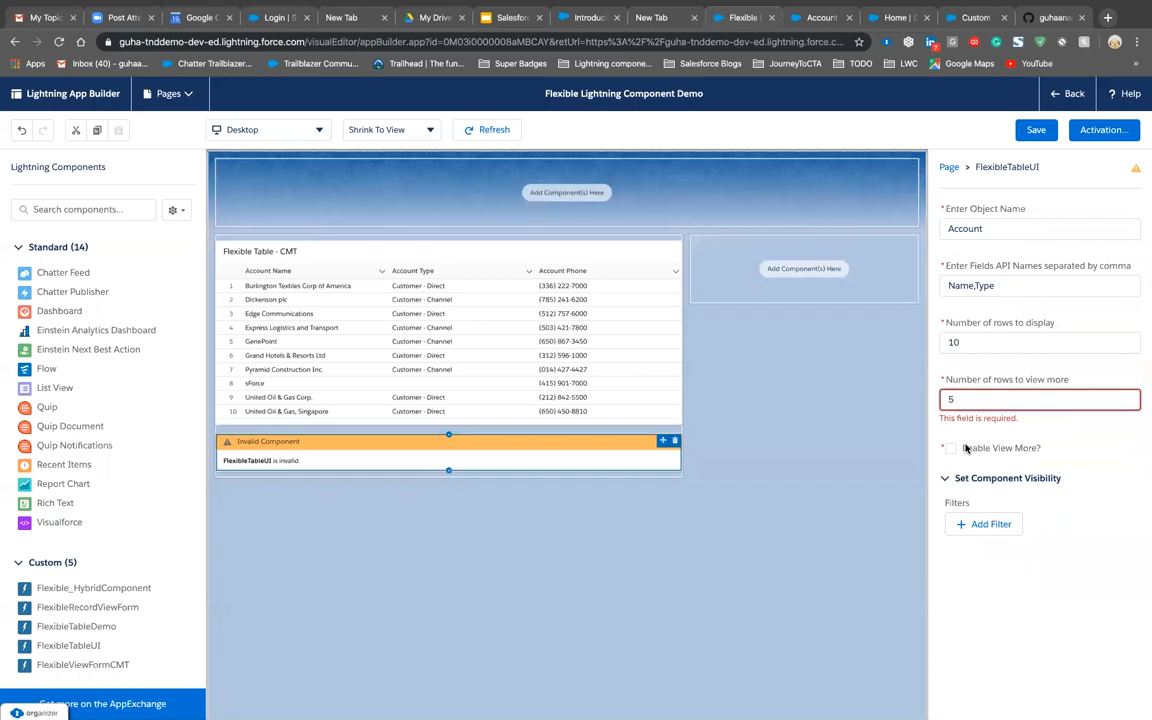 My Topic
Post Atte
Google C
Login | S
New Tab
My Drive
Salesfor
Introduc
New Tab
Flexible
Account
Home | S
Custom
guhaana
guha-tnddemo-dev-ed.lightning.force.com/visualEditor/appBuilder.app?id=0M03i0000008aMBCAY&retUrl=https%3A%2F%2Fguha-tnddemo-dev-ed.lightning.force.c...
Apps
Inbox (40) - guhaa...
Chatter Trailblazer...
Trailblazer Commu...
Trailhead | The fun...
Super Badges
Lightning compone...
Salesforce Blogs
JourneyToCTA
TODO
LWC
Google Maps
YouTube
»
Lightning App Builder
Pages
Flexible Lightning Component Demo
Back
? Help
Desktop
Shrink To View
Refresh
Save
Activation...
Lightning Components
Search components...
Standard (14)
Chatter Feed
Chatter Publisher
Dashboard
Einstein Analytics Dashboard
Einstein Next Best Action
Flow
List View
Quip
Quip Document
Quip Notifications
Recent Items
Report Chart
Rich Text
Visualforce
Custom (5)
Flexible_HybridComponent
FlexibleRecordViewForm
FlexibleTableDemo
FlexibleTableUI
FlexibleViewFormCMT
Get more on the AppExchange
organizer
Add Component(s) Here
Flexible Table - CMT
Account Name Account Type Account Phone
1 Burlington Textiles Corp of America Customer - Direct (336) 222-7000
2 Dickenson plc Customer - Channel (785) 241-6200
3 Edge Communications Customer - Direct (512) 757-6000
4 Express Logistics and Transport Customer - Channel (503) 421-7800
5 GenePoint Customer - Channel (650) 867-3450
6 Grand Hotels & Resorts Ltd Customer - Direct (312) 596-1000
7 Pyramid Construction Inc. Customer - Channel (014) 427-4427
8 sForce (415) 901-7000
9 United Oil & Gas Corp. Customer - Direct (212) 842-5500
10 United Oil & Gas, Singapore Customer - Direct (650) 450-8810
Invalid Component
FlexibleTableUI is invalid.
Add Component(s) Here
Page > FlexibleTableUI
* Enter Object Name
Account
* Enter Fields API Names separated by comma
Name,Type
* Number of rows to display
10
* Number of rows to view more
5
This field is required.
* Enable View More?
Set Component Visibility
Filters
+ Add Filter